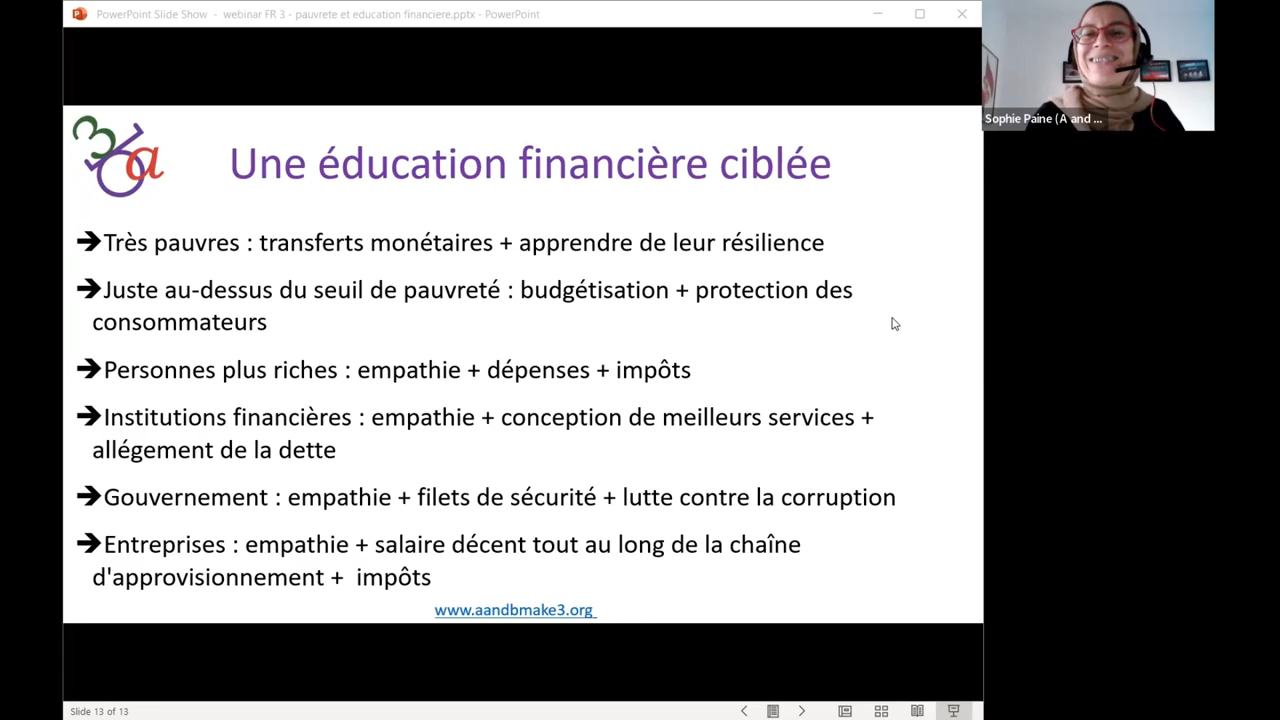 PowerPoint Slide Show - webinar FR 3 - pauvrete et education financiere.pptx - PowerPoint
Sophie Paine (A and ...
Une éducation financière ciblée
➔Très pauvres : transferts monétaires + apprendre de leur résilience
➔Juste au-dessus du seuil de pauvreté : budgétisation + protection des
consommateurs
➔Personnes plus riches : empathie + dépenses + impôts
➔Institutions financières : empathie + conception de meilleurs services +
allégement de la dette
➔Gouvernement : empathie + filets de sécurité + lutte contre la corruption
➔Entreprises : empathie + salaire décent tout au long de la chaîne
d'approvisionnement + impôts
www.aandbmake3.org
Slide 13 of 13